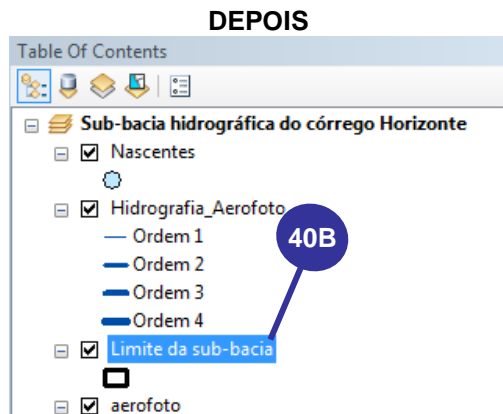 DEPOIS
Table Of Contents
Sub-bacia hidrográfica do córrego Horizonte
Nascentes
Hidrografia_Aerofoto
Ordem 1
40B
Ordem 2
Ordem 3
Ordem 4
Limite da sub-bacia
aerofoto